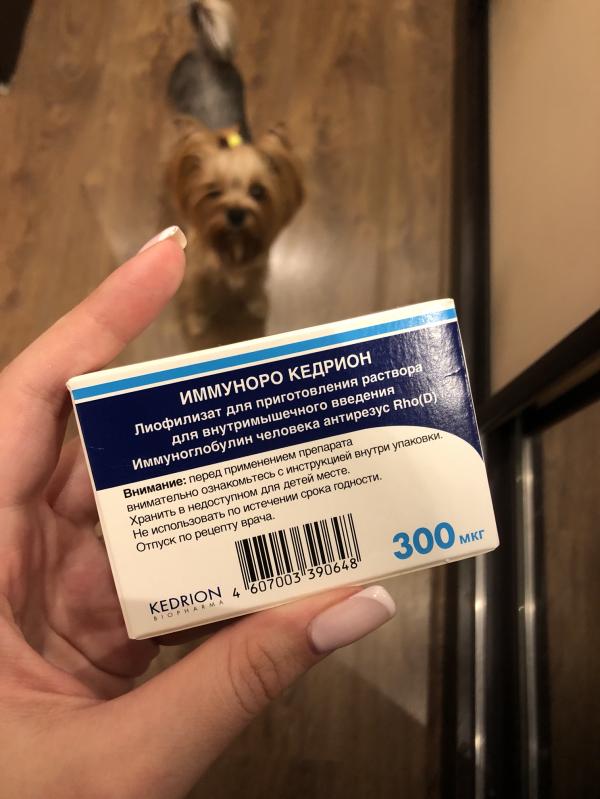 ИММУНОРО КЕДРИОН
Лиофилизат для приготовления раствора
для внутримышечного введения
Иммуноглобулин человека антирезус Rho(D)
Внимание: перед применением препарата
внимательно ознакомьтесь с инструкцией внутри упаковки.
Хранить в недоступном для детей месте.
Не использовать по истечении срока годности.
Отпуск по рецепту врача.
300 мкг
4 607003 390648
KEDRION
BIOPHARMA